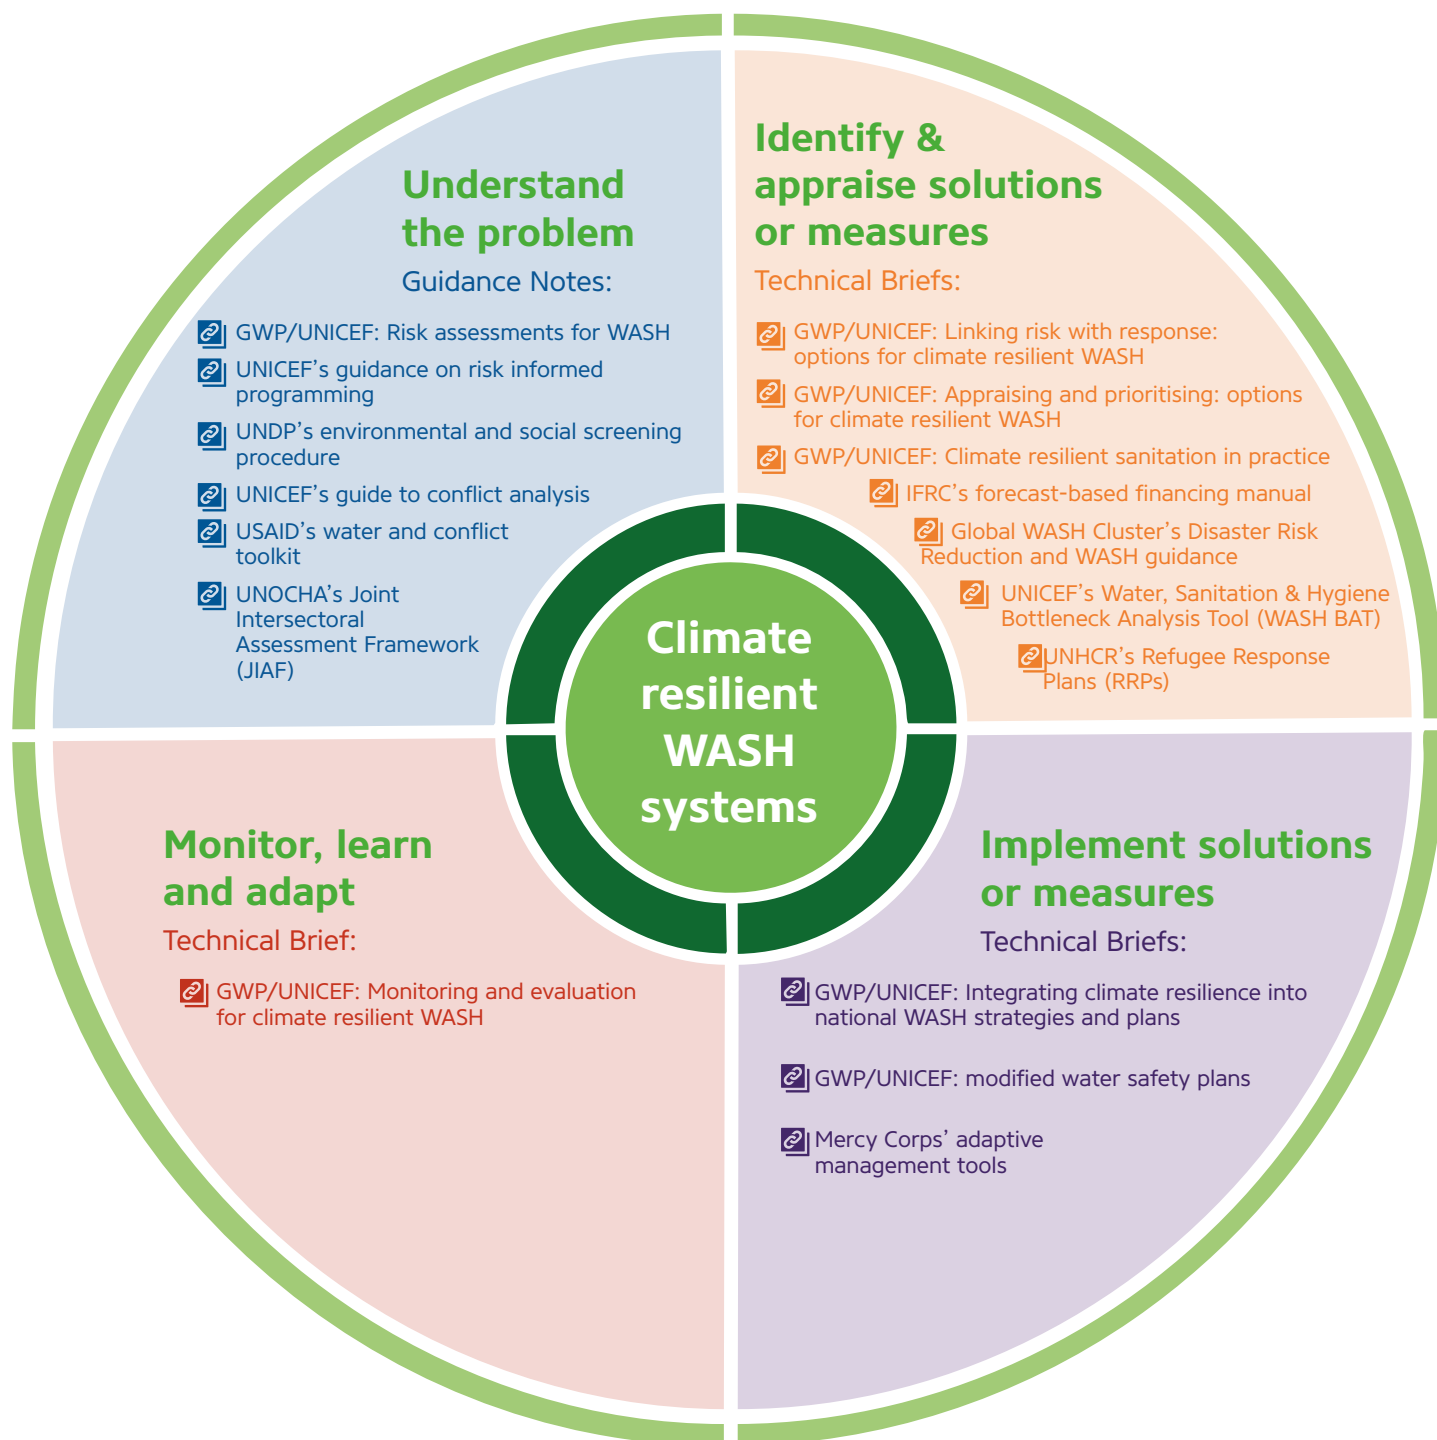 Understand
the problem
Guidance Notes:
GWP/UNICEF: Risk assessments for WASH
UNICEF's guidance on risk informed
programming
UNDP's environmental and social screening
procedure
UNICEF's guide to conflict analysis
USAID's water and conflict
toolkit
UNOCHA's Joint
Intersectoral
Assessment Framework
(JIAF)
Identify &
appraise solutions
or measures
Technical Briefs:
GWP/UNICEF: Linking risk with response:
options for climate resilient WASH
GWP/UNICEF: Appraising and prioritising: options
for climate resilient WASH
GWP/UNICEF: Climate resilient sanitation in practice
IFRC's forecast-based financing manual
Global WASH Cluster's Disaster Risk
Reduction and WASH guidance
UNICEF's Water, Sanitation & Hygiene
Bottleneck Analysis Tool (WASH BAT)
UNHCR's Refugee Response
Plans (RRPs)
Climate
resilient
WASH
systems
Monitor, learn
and adapt
Technical Brief:
GWP/UNICEF: Monitoring and evaluation
for climate resilient WASH
Implement solutions
or measures
Technical Briefs:
GWP/UNICEF: Integrating climate resilience into
national WASH strategies and plans
GWP/UNICEF: modified water safety plans
Mercy Corps' adaptive
management tools